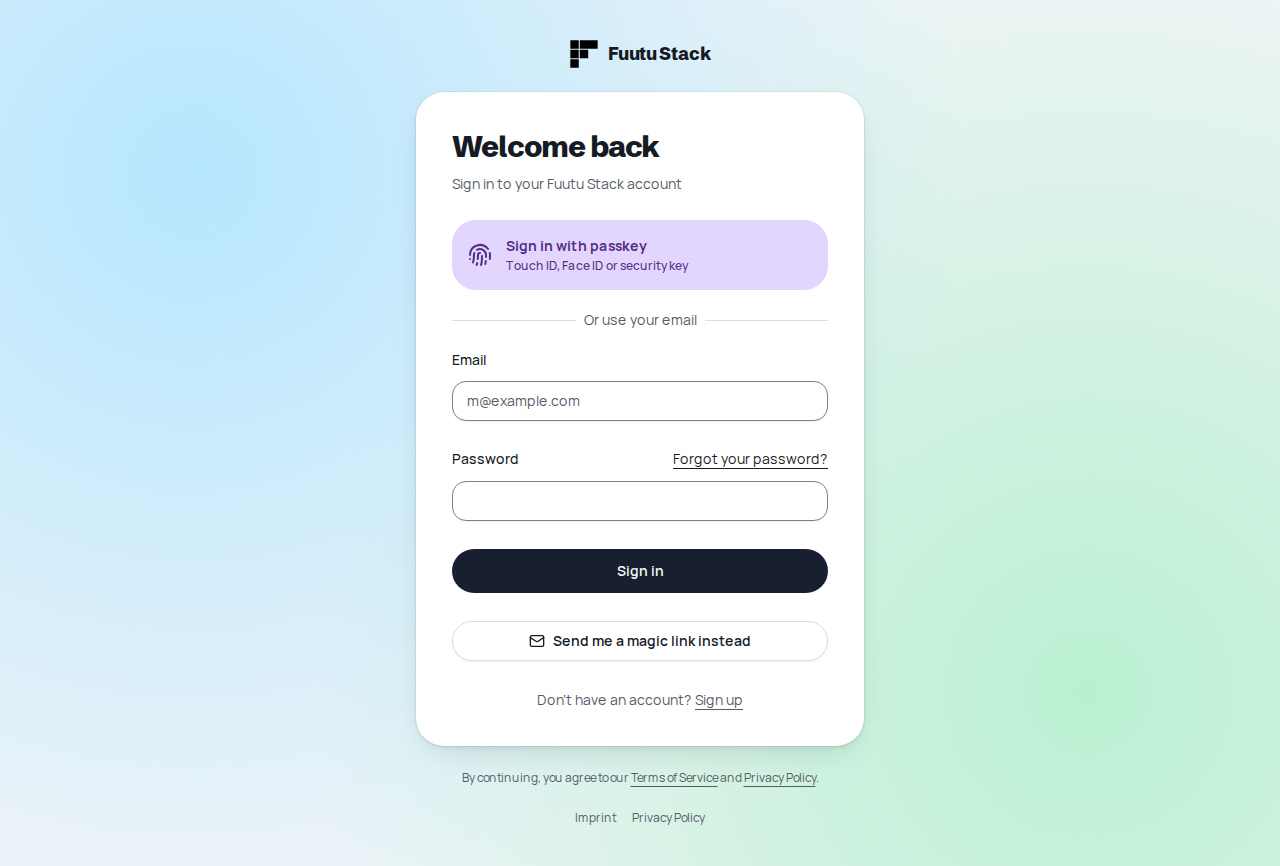 Fuutu Stack
Welcome back
Sign in to your Fuutu Stack account
Sign in with passkey
Touch ID, Face ID or security key
Or use your email
Email
m@example.com
Password
Forgot your password?
Sign in
Send me a magic link instead
Don't have an account? Sign up
By continuing, you agree to our Terms of Service and Privacy Policy.
Imprint Privacy Policy